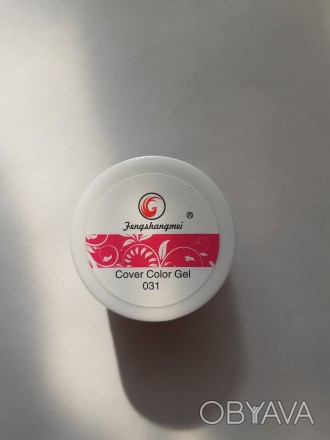 Fengshangmei ®
Cover Color Gel
031
OBYAVA